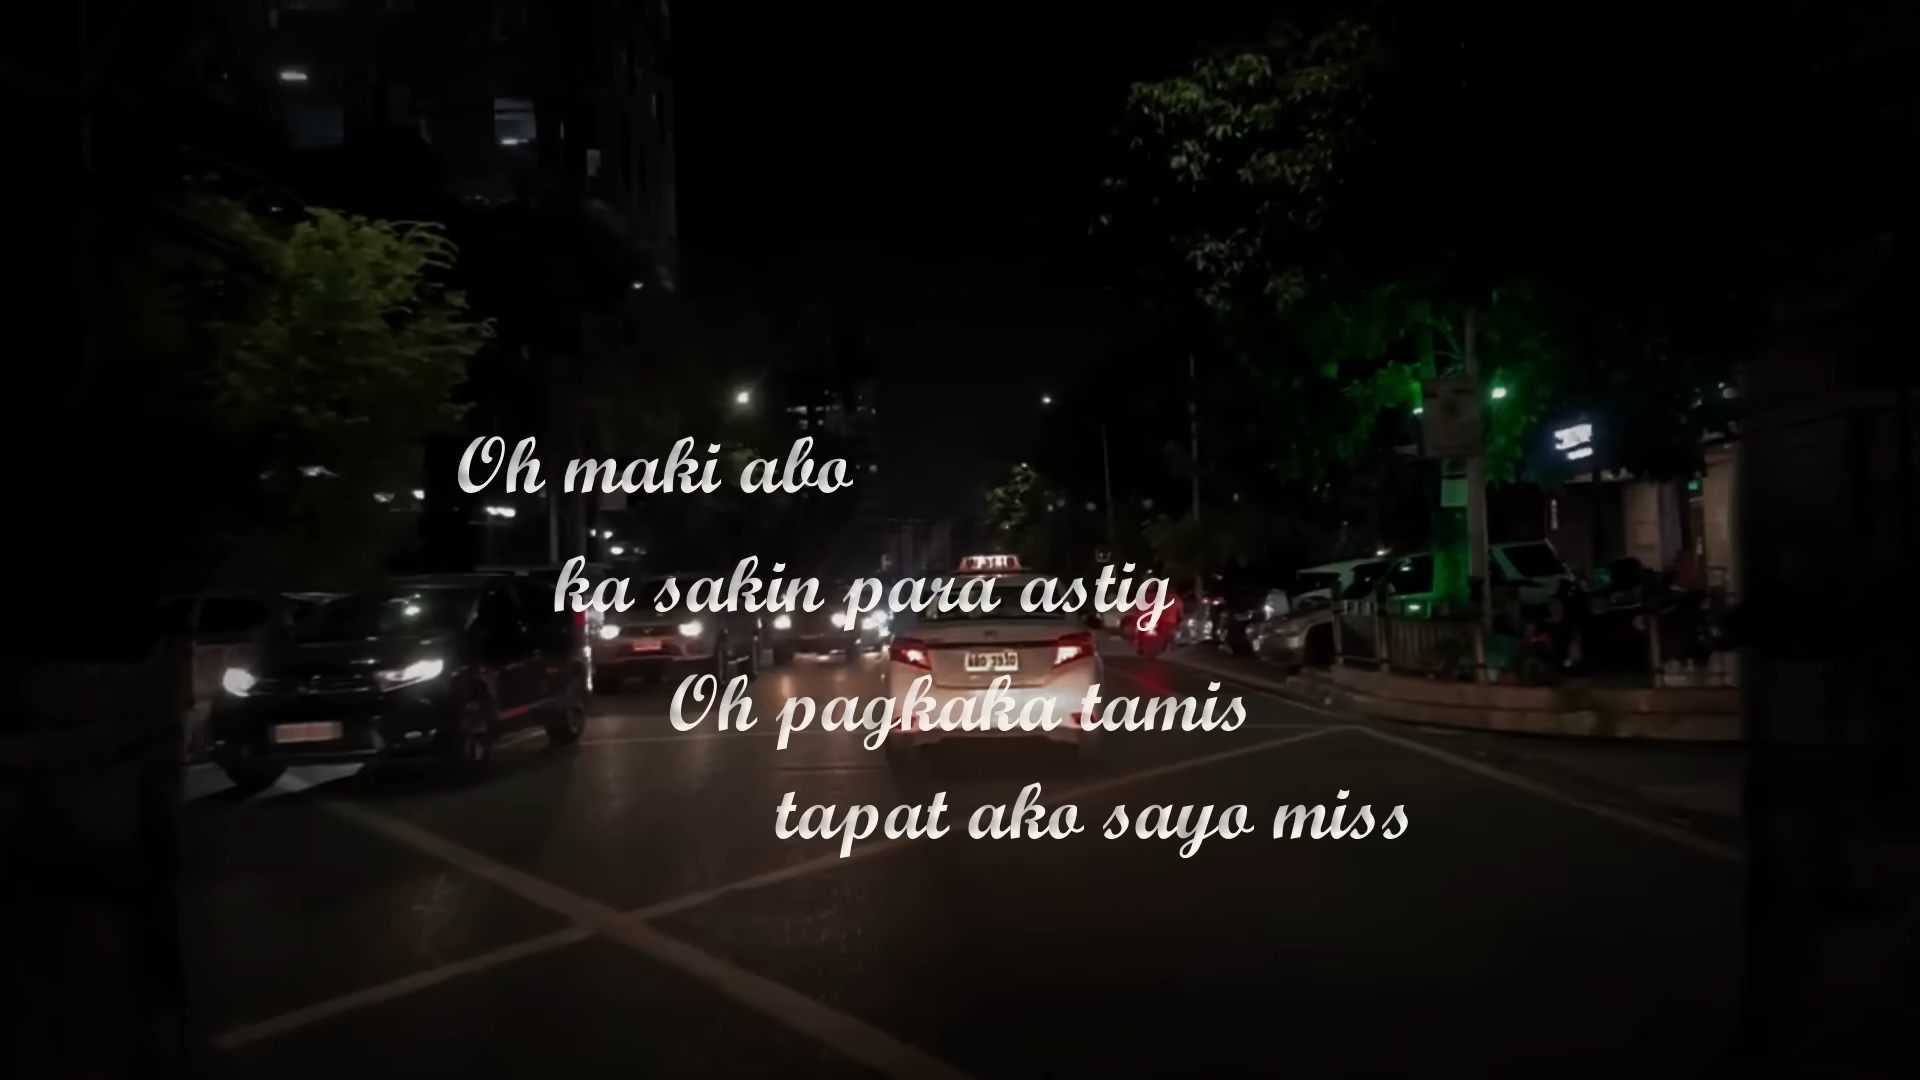 Oh maki abo
ka sakin para astig
Oh pagkaka tamis
tapat ako sayo miss